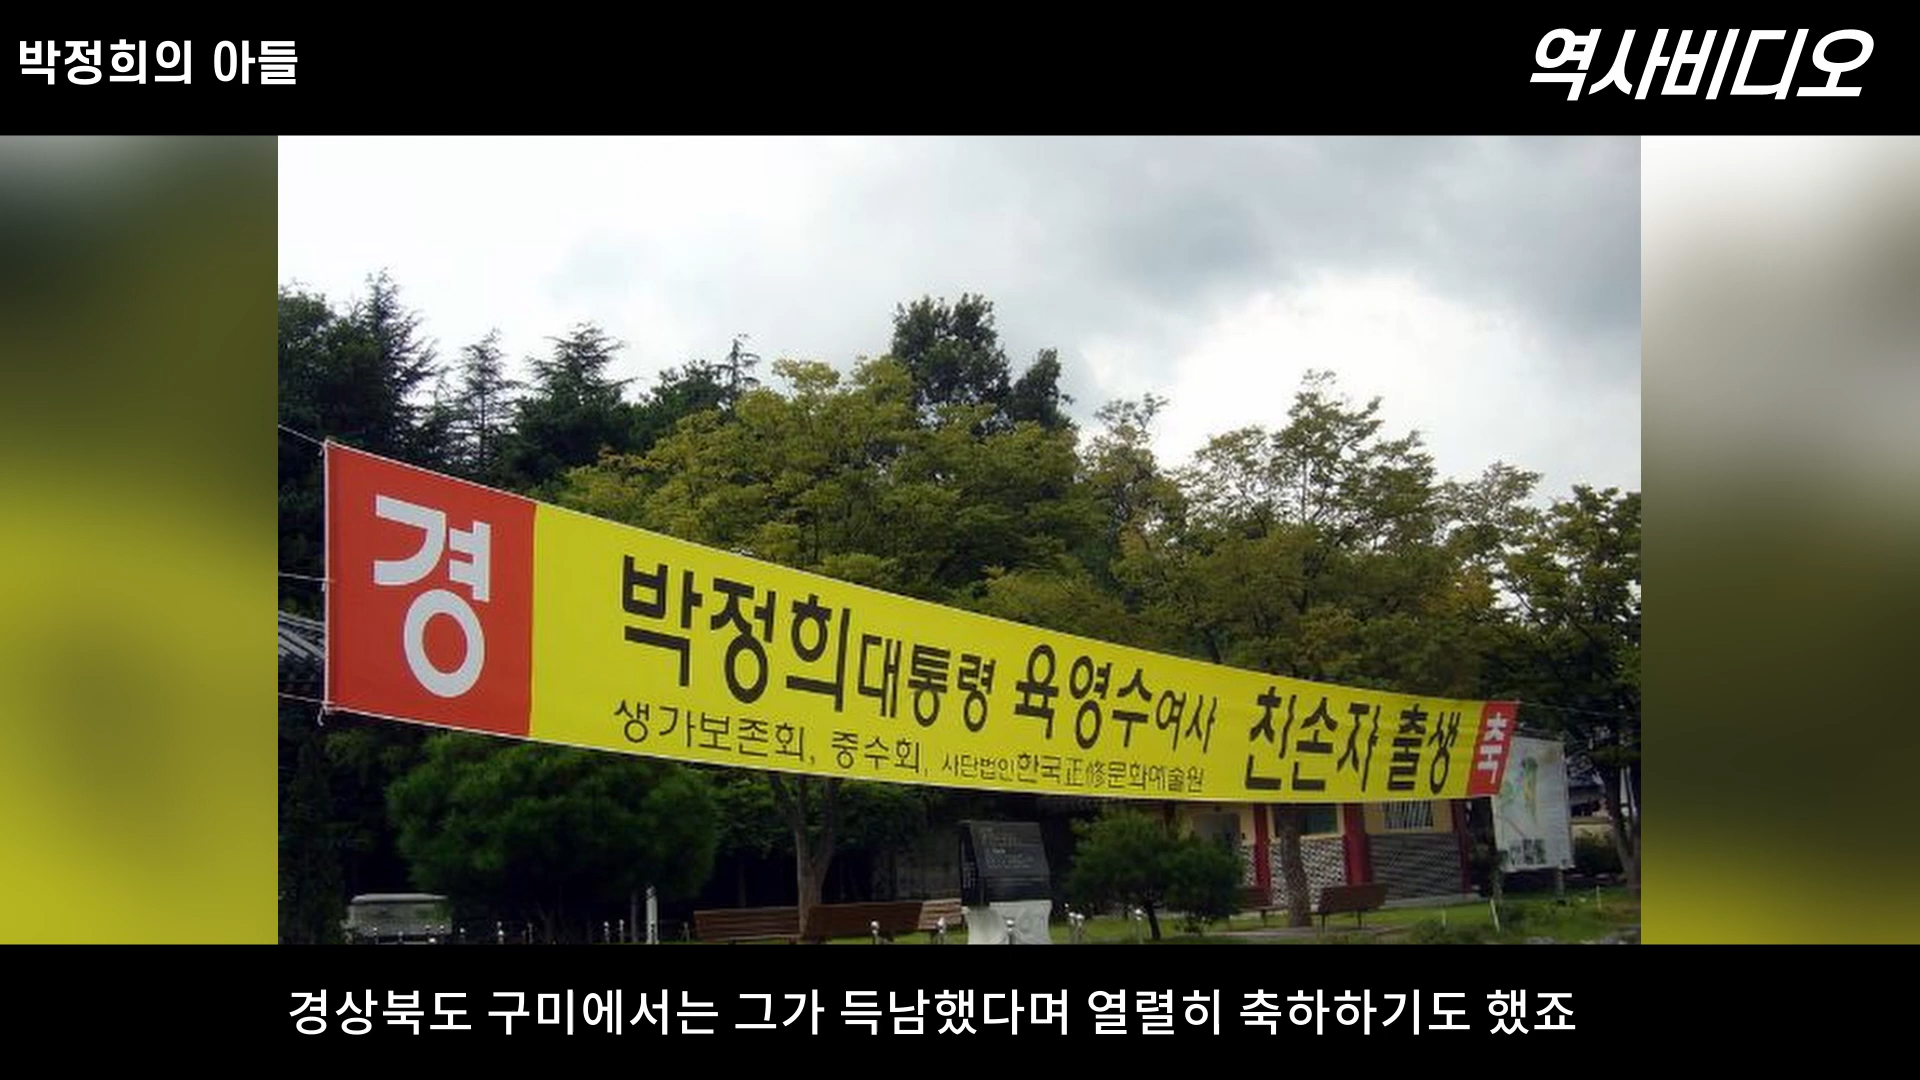 박정희의 아들
역사비디오
경 박정희대통령 육영수여사 친손자 출생 축
생가보존회, 중수회, 사단법인한국正修문화예술원
경상북도 구미에서는 그가 득남했다며 열렬히 축하하기도 했죠